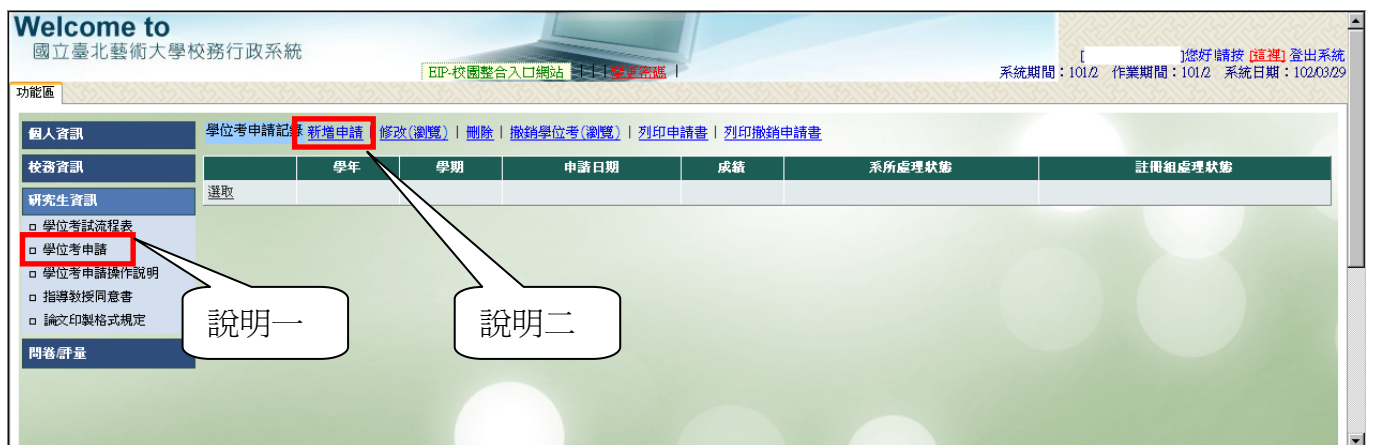 Welcome to
國立臺北藝術大學校務行政系統
EIP-校園整合入口網站 | | | 變更密碼 |
[ ]您好!請按 [這裡] 登出系統
系統期間：101/2 作業期間：101/2 系統日期：102/03/29
功能區
個人資訊
校務資訊
研究生資訊
學位考試流程表
學位考申請
學位考申請操作說明
指導教授同意書
論文印製格式規定
問卷/評量
學位考申請記錄 新增申請 | 修改(瀏覽) | 刪除 | 撤銷學位考(瀏覽) | 列印申請書 | 列印撤銷申請書
學年 學期 申請日期 成績 系所處理狀態 註冊組處理狀態
選取
說明一
說明二